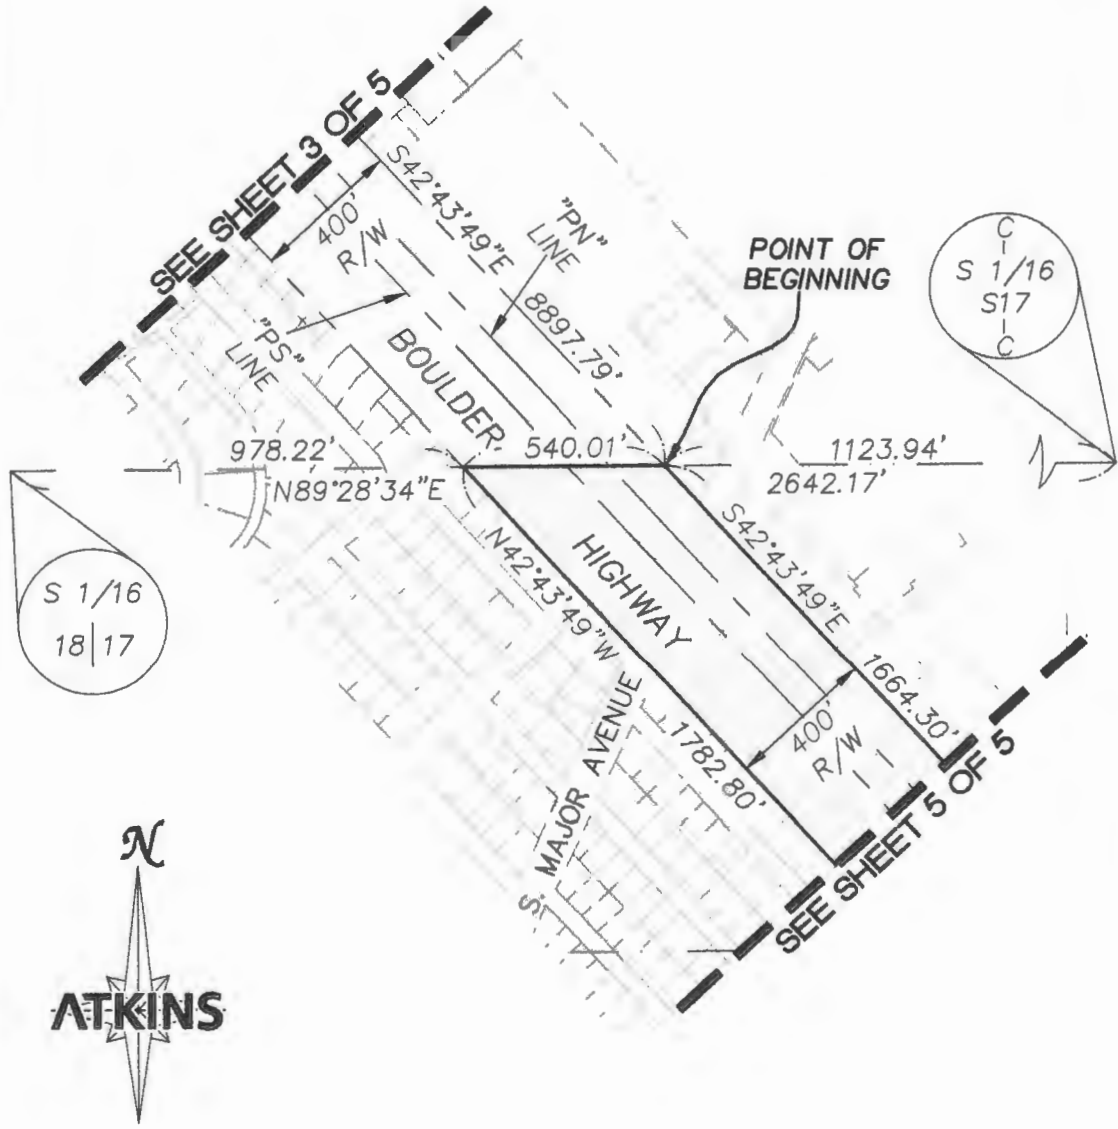 SEE SHEET 3 OF 5
400'
R/W
S42°43'49"E
8897.79'
"PN"
LINE
"PS"
LINE
BOULDER
POINT OF
BEGINNING
C
S 1/16
S17
C
978.22'
N89°28'34"E
540.01'
1123.94'
2642.17'
S 1/16
18|17
HIGHWAY
N42°43'49"W
1782.80'
S42°43'49"E
1664.30'
400'
R/W
S. MAJOR AVENUE
SEE SHEET 5 OF 5
N
ATKINS